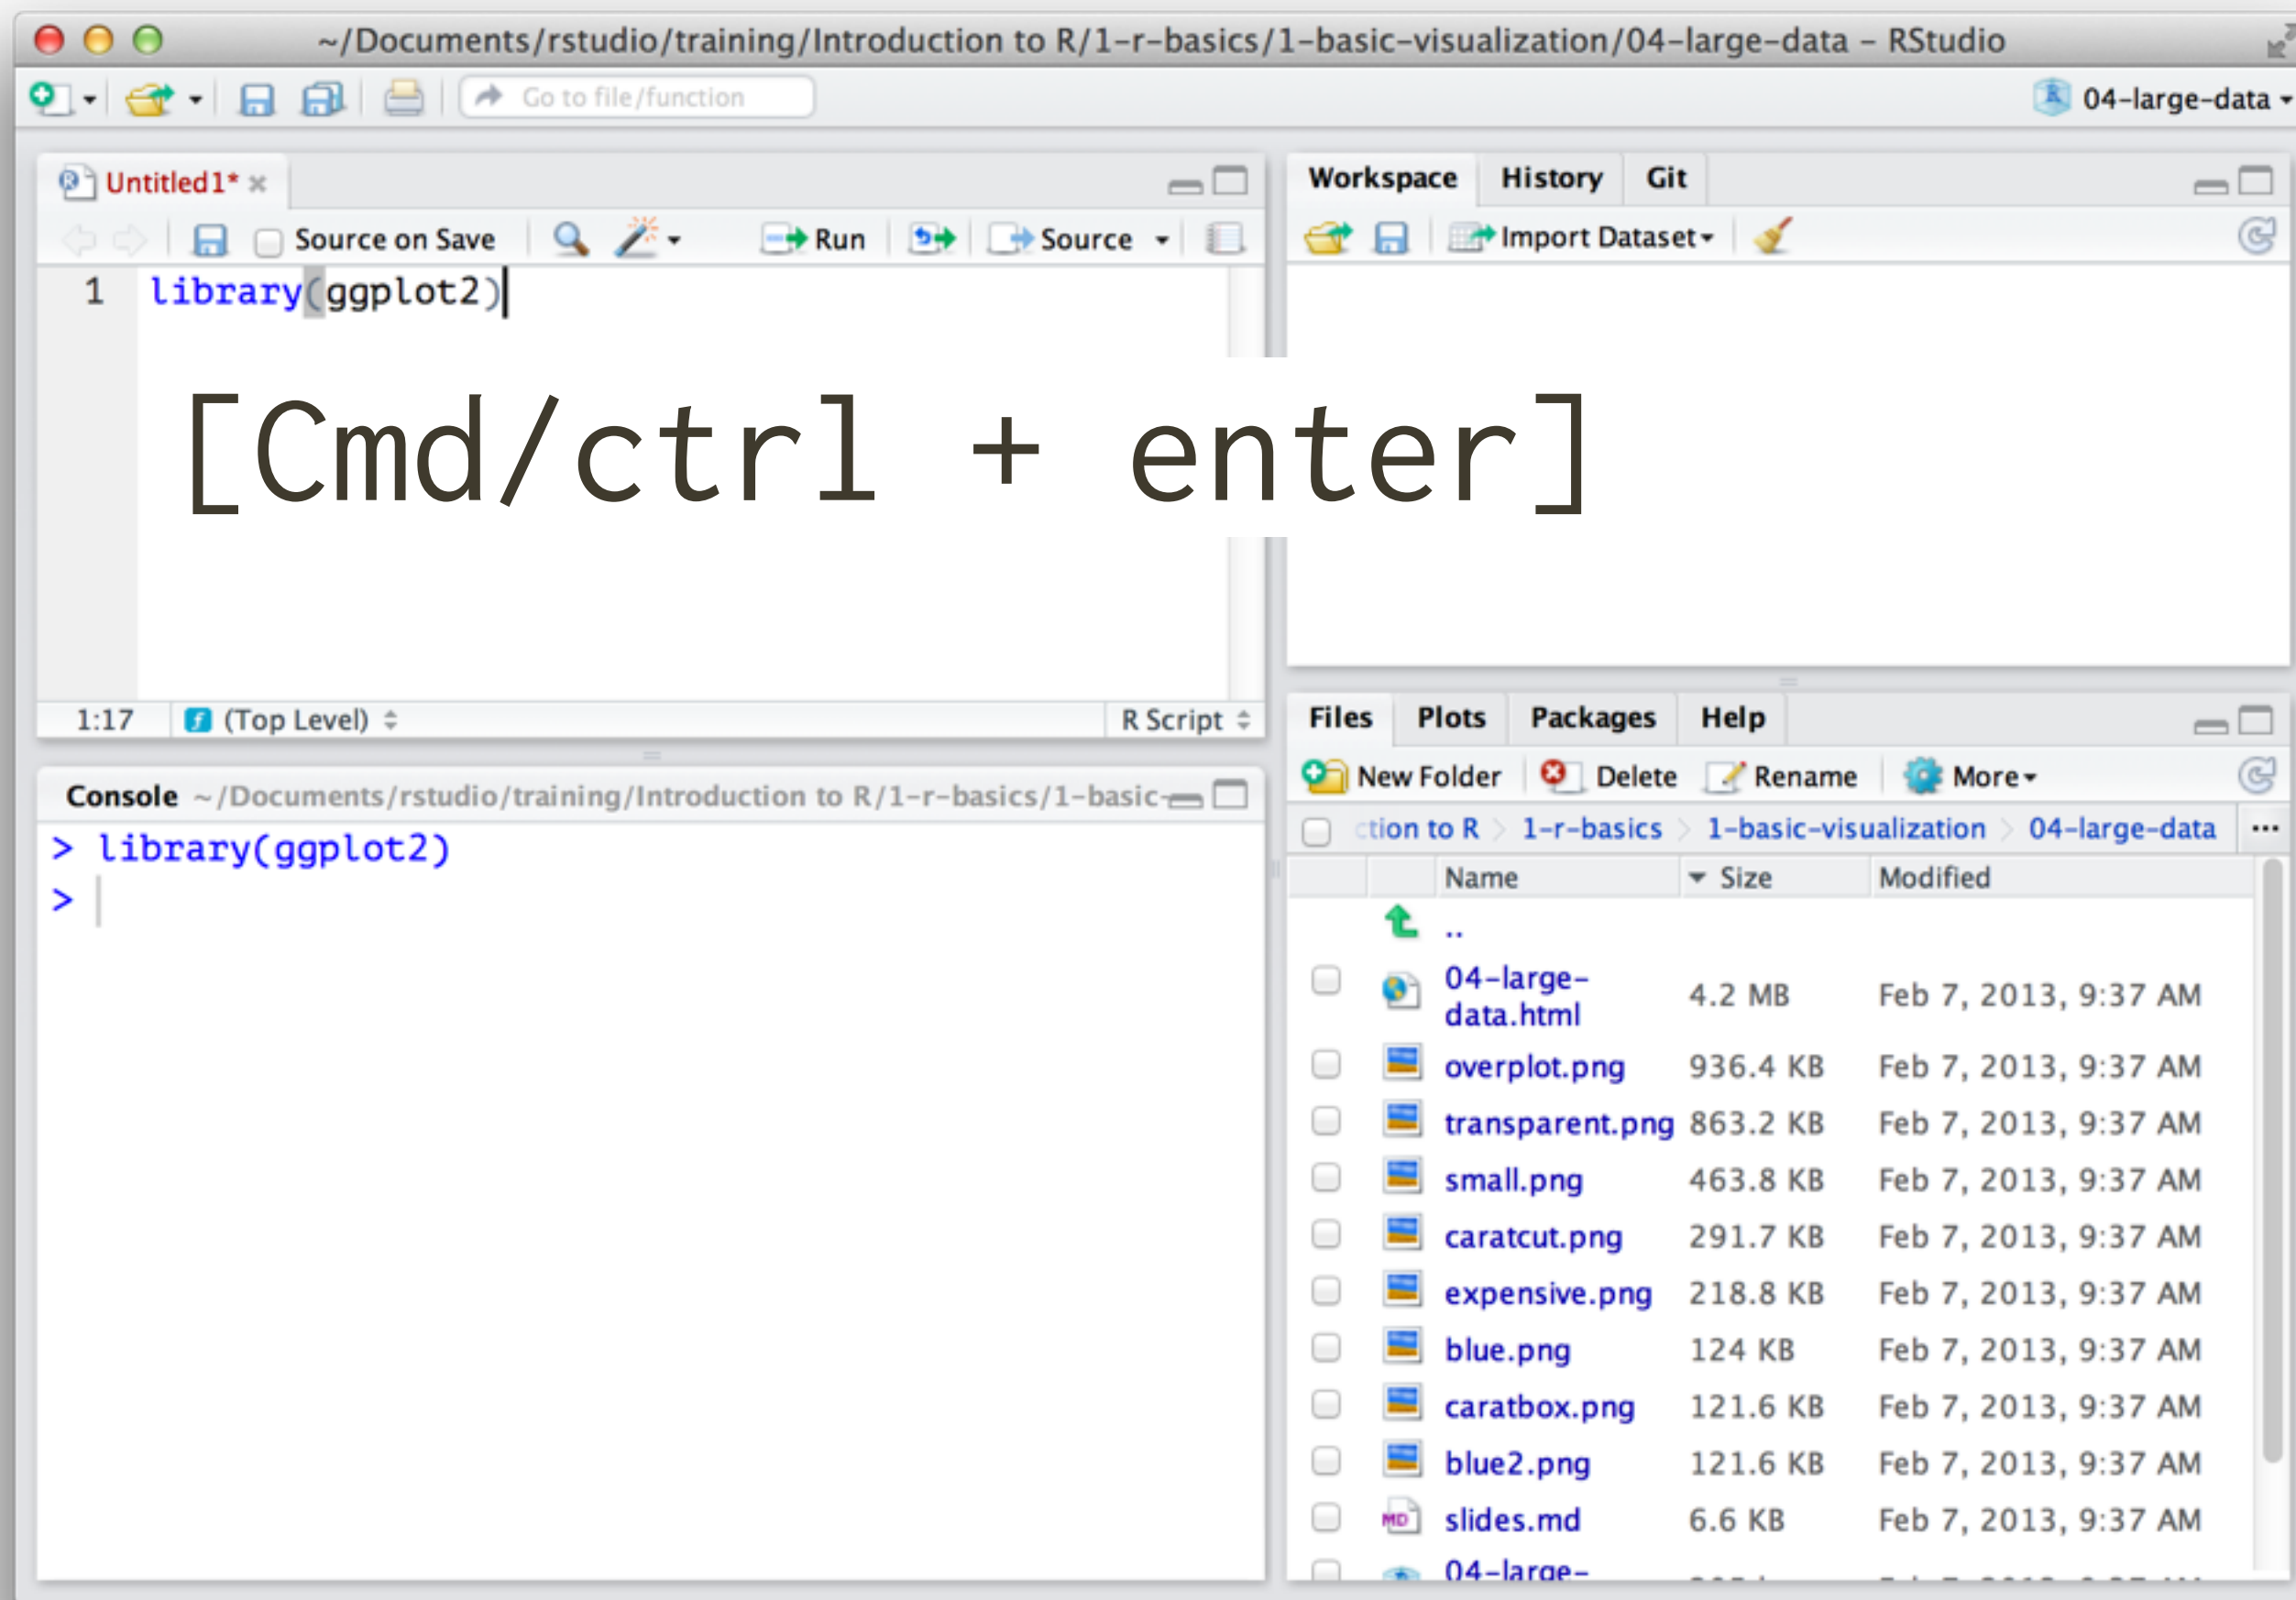 ~/Documents/rstudio/training/Introduction to R/1-r-basics/1-basic-visualization/04-large-data – RStudio
Go to file/function
04-large-data
Untitled1*
Source on Save
Run
Source
1 library(ggplot2)
[Cmd/ctrl + enter]
1:17 (Top Level) R Script
Console ~/Documents/rstudio/training/Introduction to R/1-r-basics/1-basic-
> library(ggplot2)
>
Workspace History Git
Import Dataset
Files Plots Packages Help
New Folder Delete Rename More
ction to R 1-r-basics 1-basic-visualization 04-large-data ...
Name Size Modified
..
04-large-
data.html 4.2 MB Feb 7, 2013, 9:37 AM
overplot.png 936.4 KB Feb 7, 2013, 9:37 AM
transparent.png 863.2 KB Feb 7, 2013, 9:37 AM
small.png 463.8 KB Feb 7, 2013, 9:37 AM
caratcut.png 291.7 KB Feb 7, 2013, 9:37 AM
expensive.png 218.8 KB Feb 7, 2013, 9:37 AM
blue.png 124 KB Feb 7, 2013, 9:37 AM
caratbox.png 121.6 KB Feb 7, 2013, 9:37 AM
blue2.png 121.6 KB Feb 7, 2013, 9:37 AM
MD slides.md 6.6 KB Feb 7, 2013, 9:37 AM
04-large-